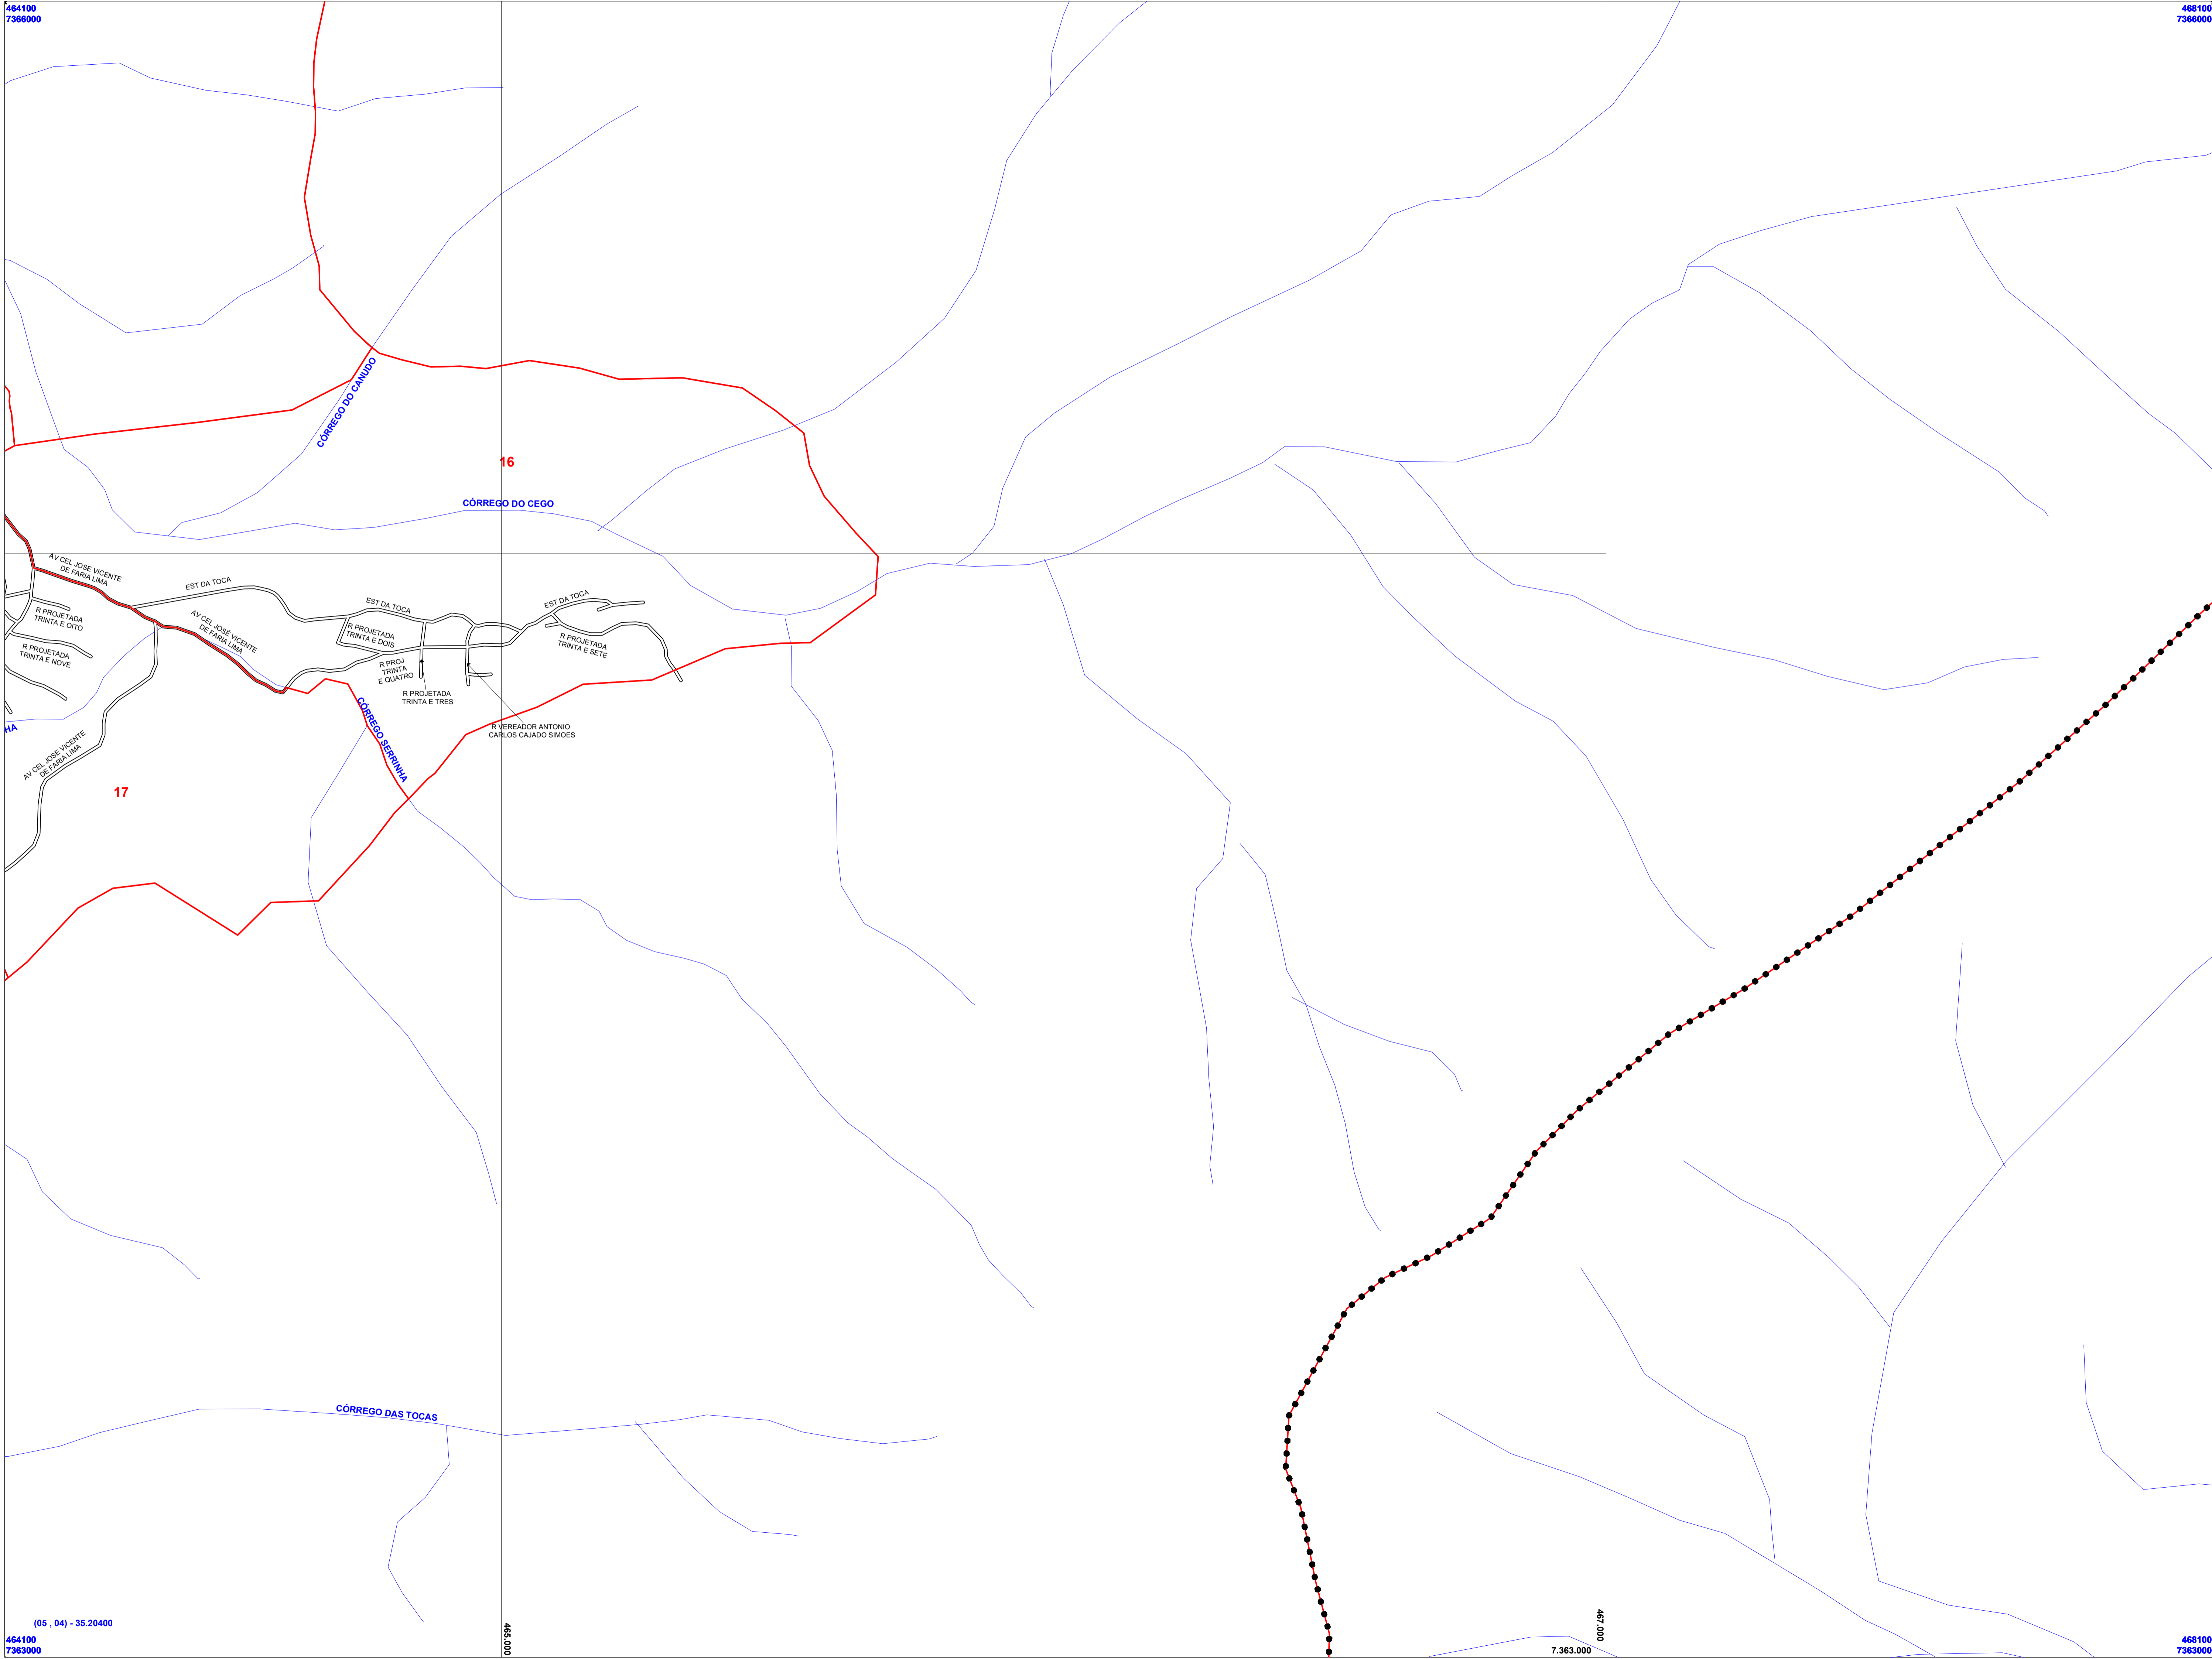 464100
7366000
468100
7366000
CÓRREGO DO CANUDO
16
CÓRREGO DO CEGO
AV CEL JOSE VICENTE
DE FARIA LIMA
EST DA TOCA
EST DA TOCA
EST DA TOCA
R PROJETADA
TRINTA E OITO
AV CEL JOSÉ VICENTE
DE FARIA LIMA
R PROJETADA
TRINTA E DOIS
R PROJETADA
TRINTA E SETE
R PROJETADA
TRINTA E NOVE
R PROJ
TRINTA
E QUATRO
R PROJETADA
TRINTA E TRES
CÓRREGO SERRINHA
R VEREADOR ANTONIO
CARLOS CAJADO SIMOES
HA
AV CEL JOSÉ VICENTE
DE FARIA LIMA
17
CÓRREGO DAS TOCAS
(05 , 04) - 35.20400
464100
7363000
465.000
467.000
7.363.000
468100
7363000